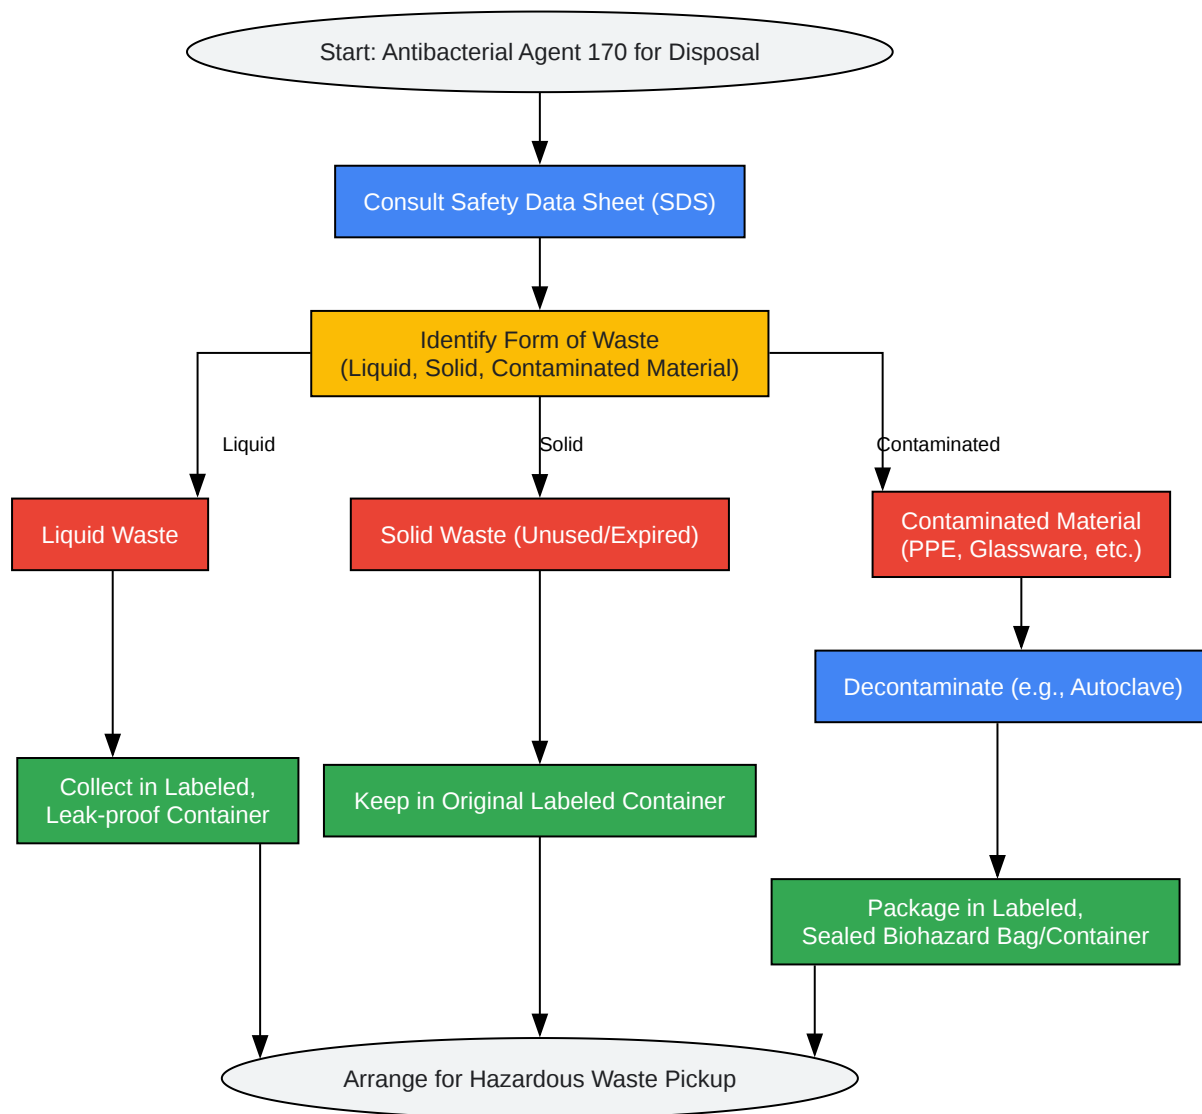 Start: Antibacterial Agent 170 for Disposal
Consult Safety Data Sheet (SDS)
Identify Form of Waste
(Liquid, Solid, Contaminated Material)
Liquid
Solid
Contaminated
Liquid Waste
Solid Waste (Unused/Expired)
Contaminated Material
(PPE, Glassware, etc.)
Decontaminate (e.g., Autoclave)
Collect in Labeled,
Leak-proof Container
Keep in Original Labeled Container
Package in Labeled,
Sealed Biohazard Bag/Container
Arrange for Hazardous Waste Pickup